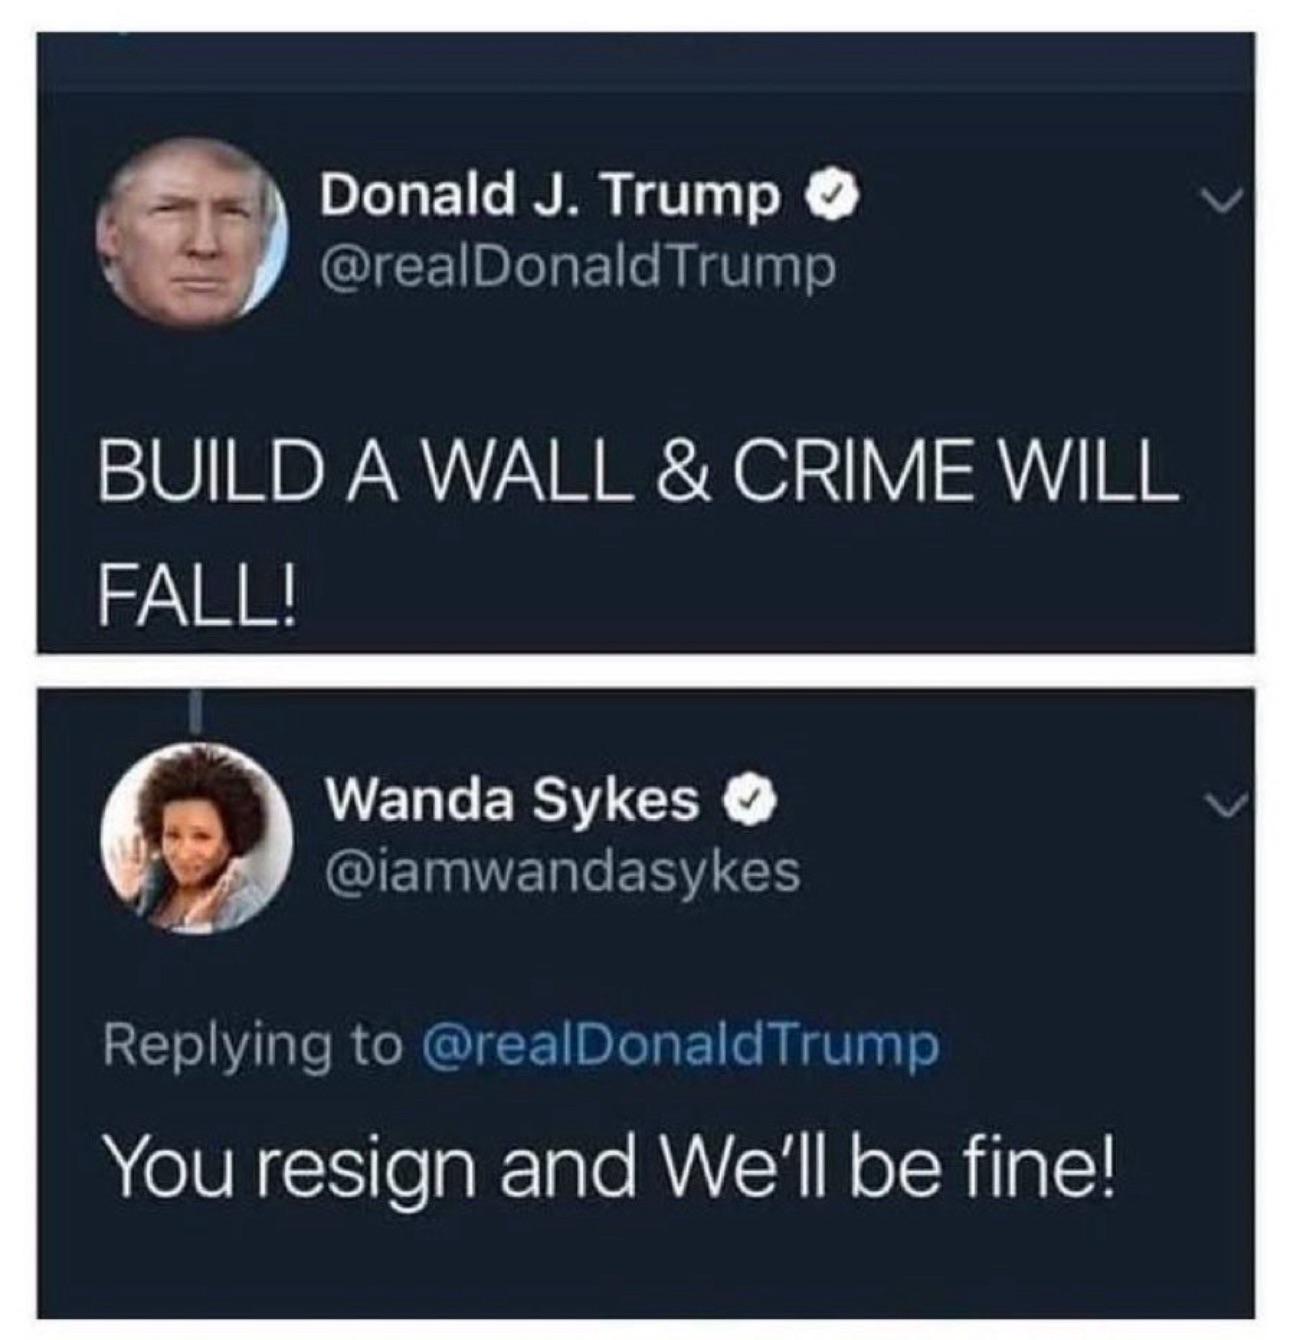 Donald J. Trump
@realDonaldTrump
BUILD A WALL & CRIME WILL
FALL!
Wanda Sykes
@iamwandasykes
Replying to @realDonaldTrump
You resign and We'll be fine!